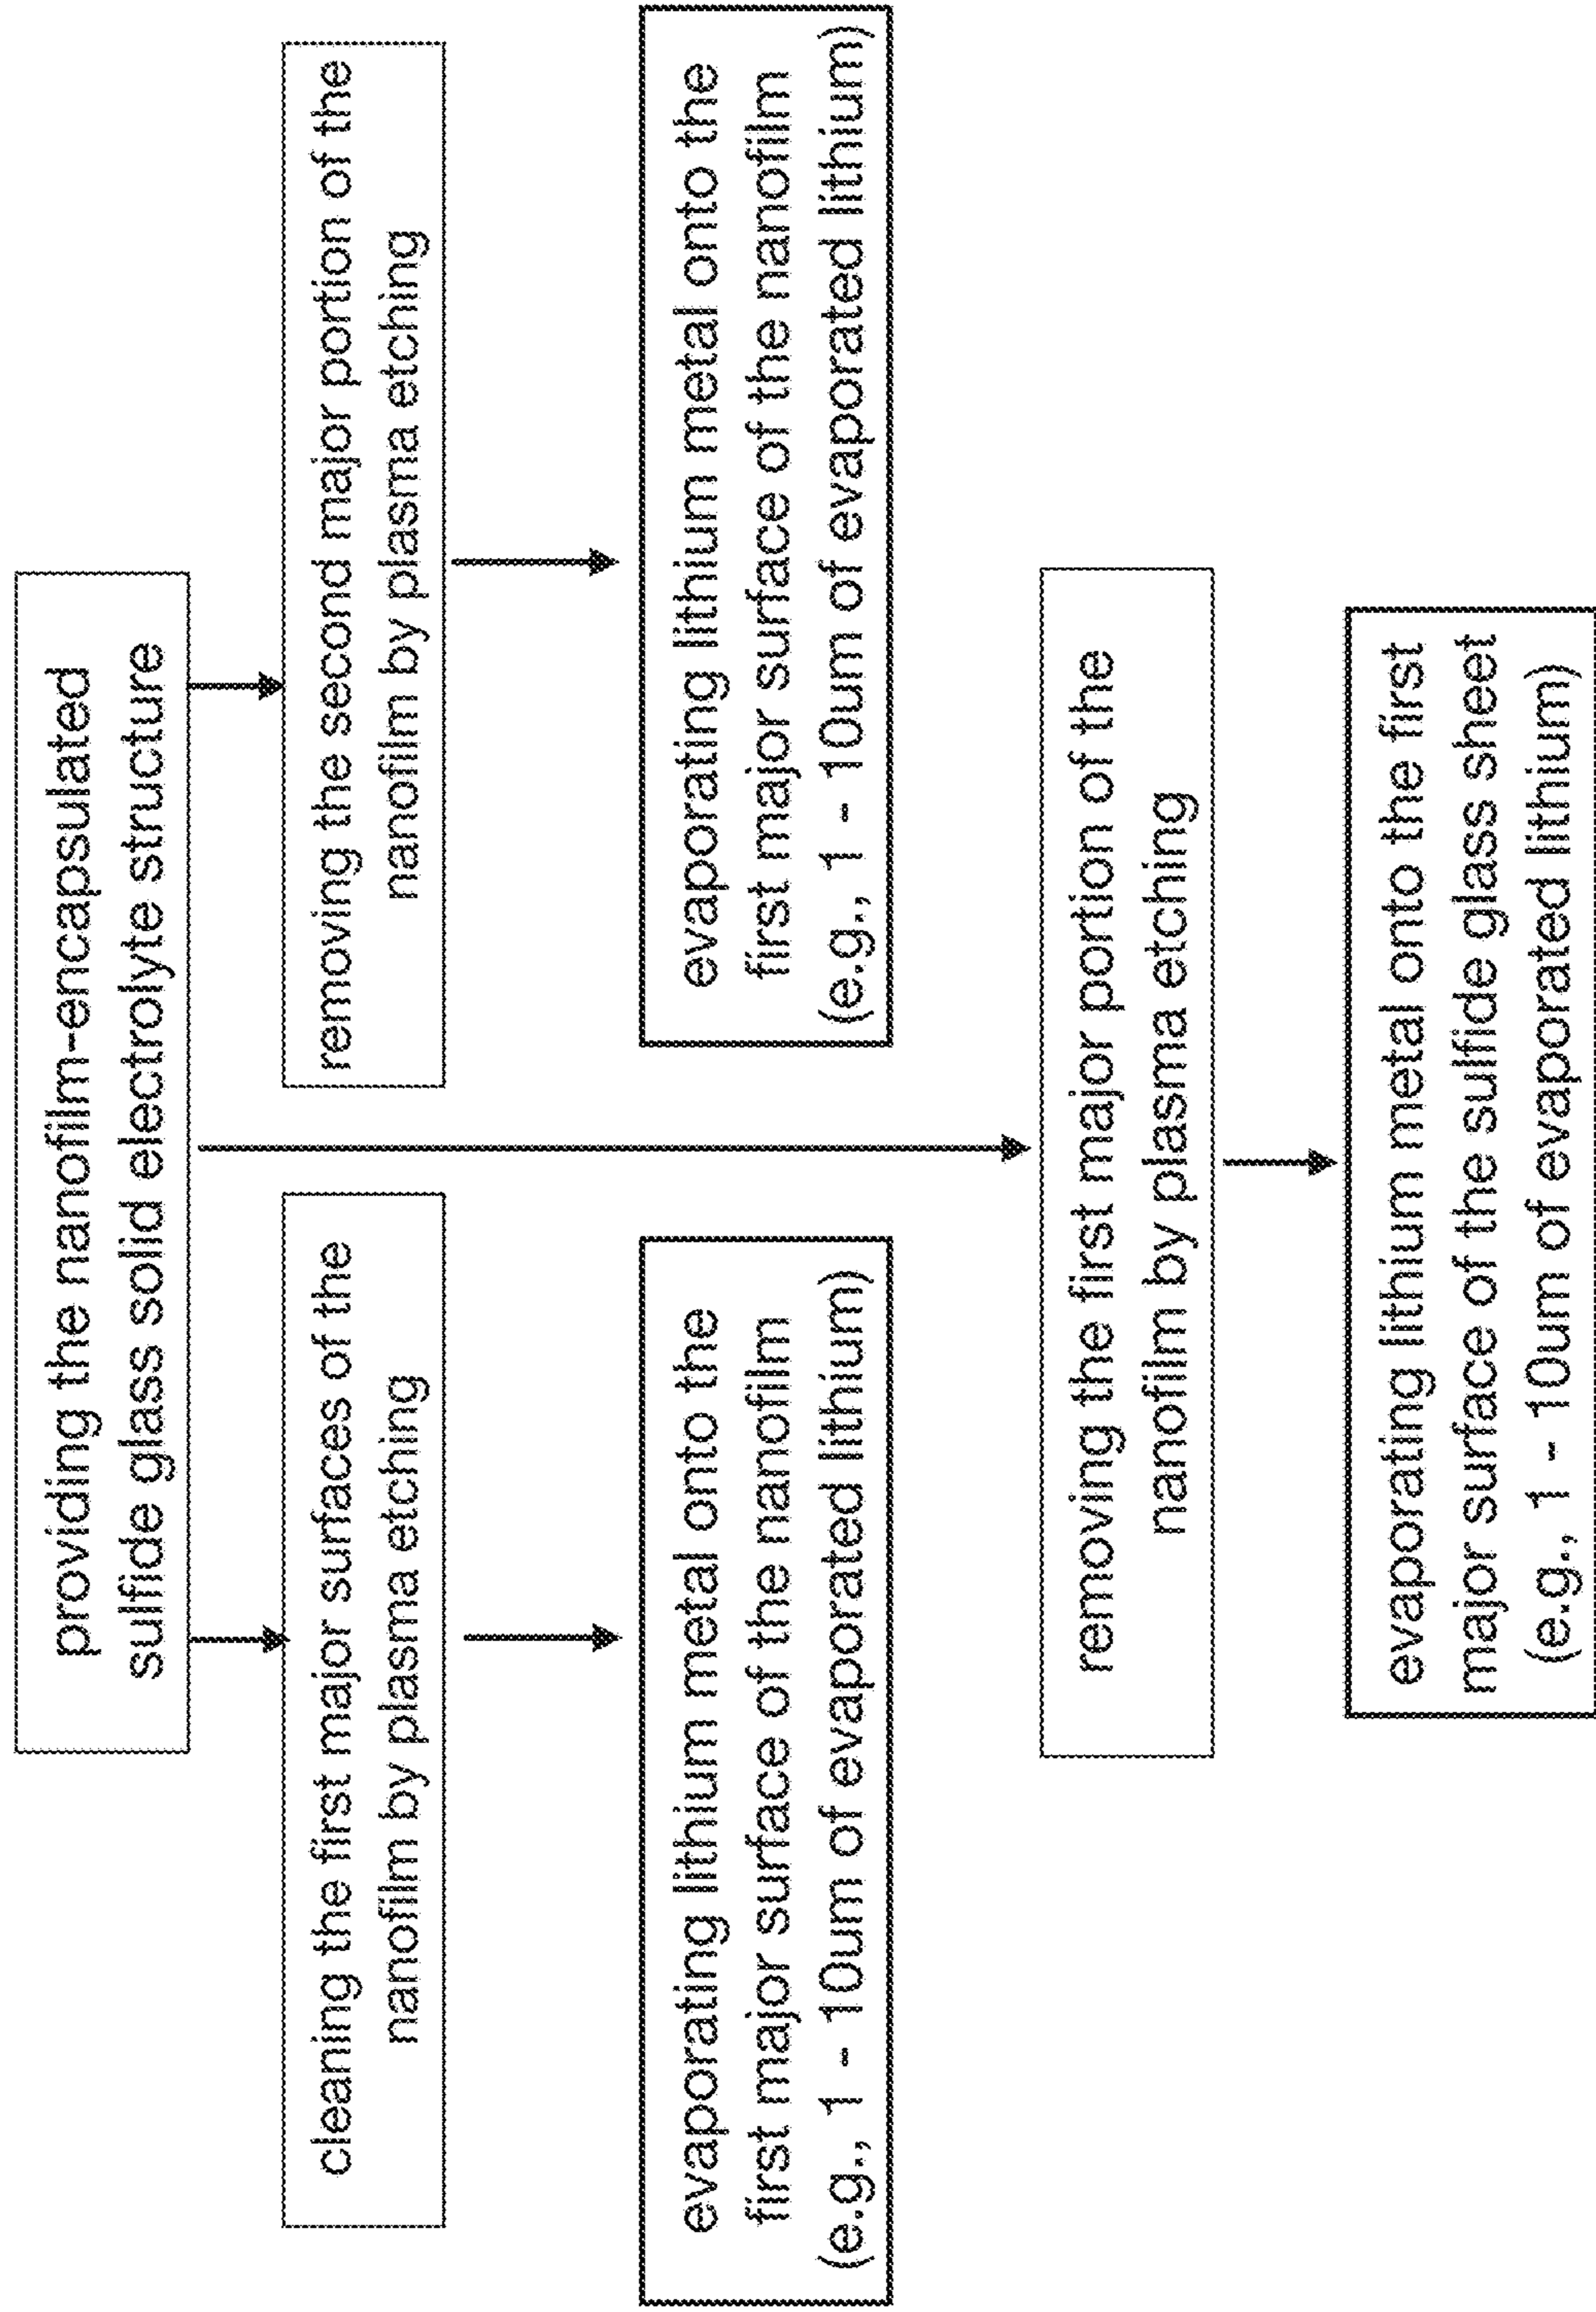 providing the nanofilm-encapsulated
sulfide glass solid electrolyte structure
cleaning the first major surfaces of the
nanofilm by plasma etching
removing the second major portion of the
nanofilm by plasma etching
evaporating lithium metal onto the
first major surface of the nanofilm
(e.g., 1 - 10um of evaporated lithium)
evaporating lithium metal onto the
first major surface of the nanofilm
(e.g., 1 - 10um of evaporated lithium)
removing the first major portion of the
nanofilm by plasma etching
evaporating lithium metal onto the first
major surface of the sulfide glass sheet
(e.g., 1 - 10um of evaporated lithium)